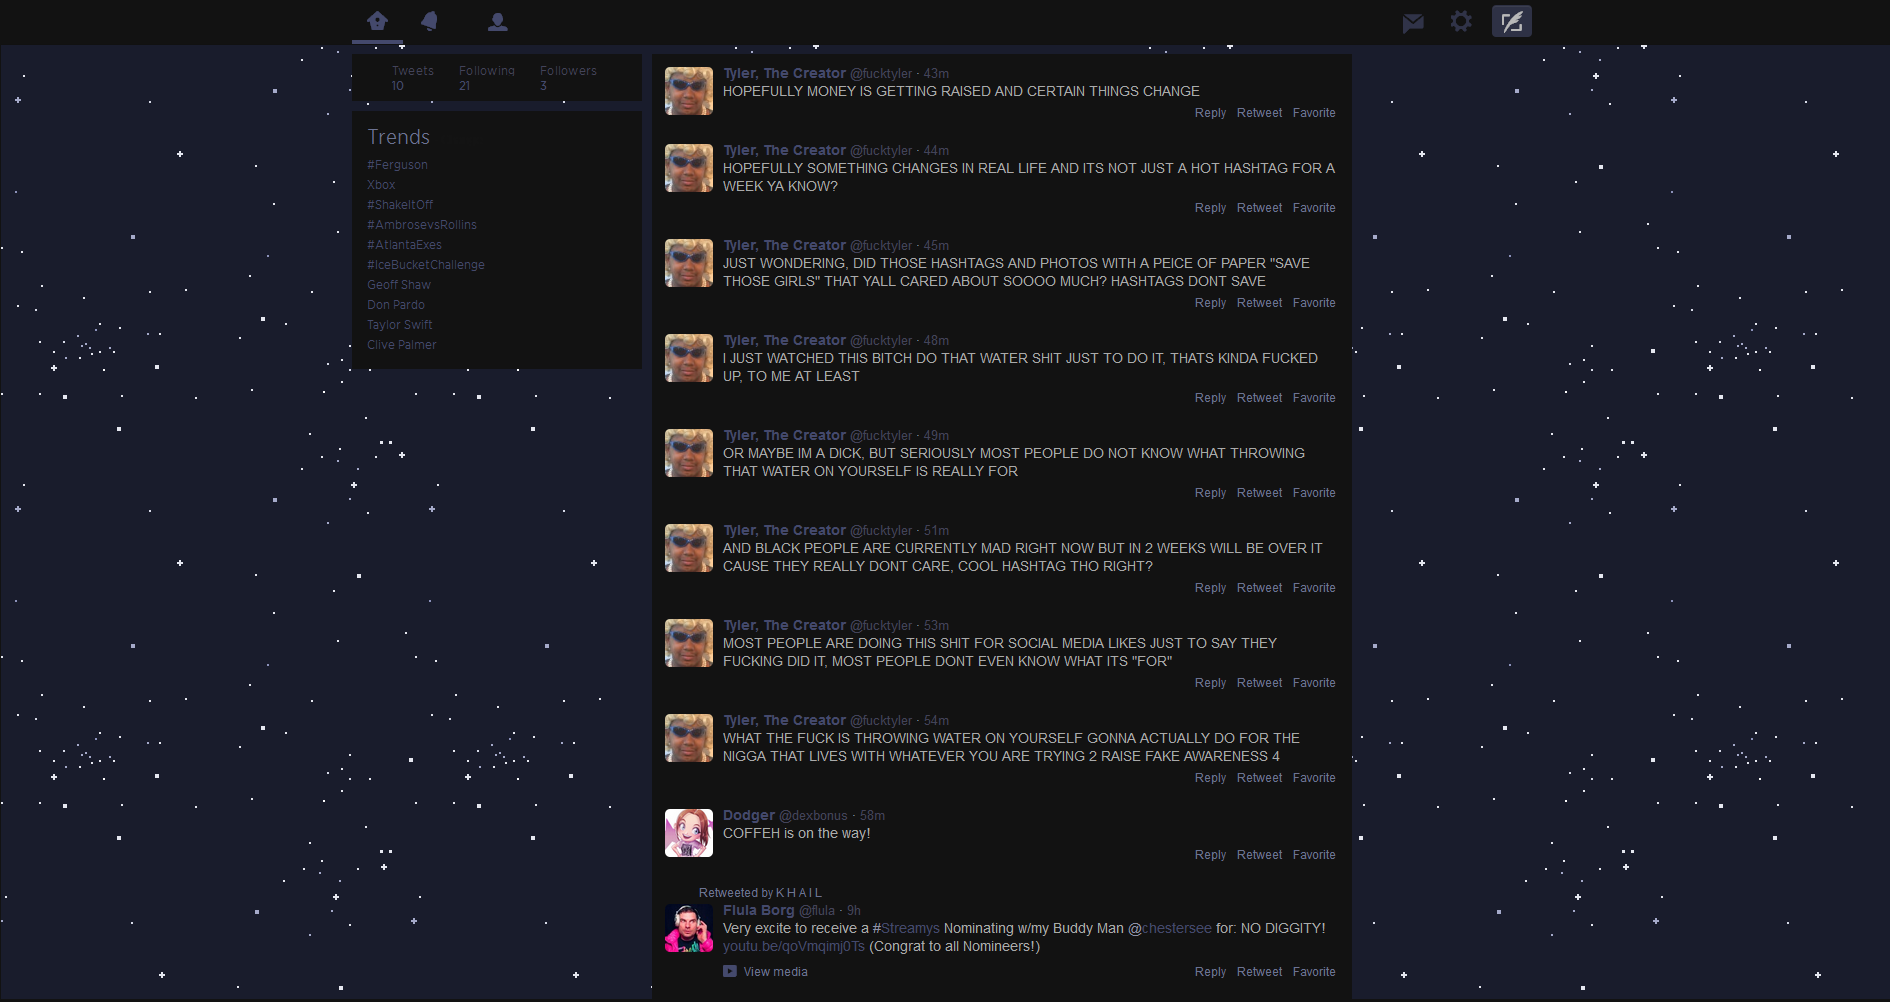 Tweets Following Followers
10 21 3
Trends
#Ferguson
Xbox
#ShakeItOff
#AmbrosevsRollins
#AtlantaExes
#IceBucketChallenge
Geoff Shaw
Don Pardo
Taylor Swift
Clive Palmer
Tyler, The Creator @fucktyler · 43m
HOPEFULLY MONEY IS GETTING RAISED AND CERTAIN THINGS CHANGE
Reply Retweet Favorite
Tyler, The Creator @fucktyler · 44m
HOPEFULLY SOMETHING CHANGES IN REAL LIFE AND ITS NOT JUST A HOT HASHTAG FOR A
WEEK YA KNOW?
Reply Retweet Favorite
Tyler, The Creator @fucktyler · 45m
JUST WONDERING, DID THOSE HASHTAGS AND PHOTOS WITH A PEICE OF PAPER "SAVE
THOSE GIRLS" THAT YALL CARED ABOUT SOOOO MUCH? HASHTAGS DONT SAVE
Reply Retweet Favorite
Tyler, The Creator @fucktyler · 48m
I JUST WATCHED THIS BITCH DO THAT WATER SHIT JUST TO DO IT, THATS KINDA FUCKED
UP, TO ME AT LEAST
Reply Retweet Favorite
Tyler, The Creator @fucktyler · 49m
OR MAYBE IM A DICK, BUT SERIOUSLY MOST PEOPLE DO NOT KNOW WHAT THROWING
THAT WATER ON YOURSELF IS REALLY FOR
Reply Retweet Favorite
Tyler, The Creator @fucktyler · 51m
AND BLACK PEOPLE ARE CURRENTLY MAD RIGHT NOW BUT IN 2 WEEKS WILL BE OVER IT
CAUSE THEY REALLY DONT CARE, COOL HASHTAG THO RIGHT?
Reply Retweet Favorite
Tyler, The Creator @fucktyler · 53m
MOST PEOPLE ARE DOING THIS SHIT FOR SOCIAL MEDIA LIKES JUST TO SAY THEY
FUCKING DID IT, MOST PEOPLE DONT EVEN KNOW WHAT ITS "FOR"
Reply Retweet Favorite
Tyler, The Creator @fucktyler · 54m
WHAT THE FUCK IS THROWING WATER ON YOURSELF GONNA ACTUALLY DO FOR THE
NIGGA THAT LIVES WITH WHATEVER YOU ARE TRYING 2 RAISE FAKE AWARENESS 4
Reply Retweet Favorite
Dodger @dexbonus · 58m
COFFEH is on the way!
Reply Retweet Favorite
Retweeted by K H A I L
Flula Borg @flula · 9h
Very excite to receive a #Streamys Nominating w/my Buddy Man @chestersee for: NO DIGGITY!
youtu.be/qoVmqimj0Ts (Congrat to all Nomineers!)
View media Reply Retweet Favorite